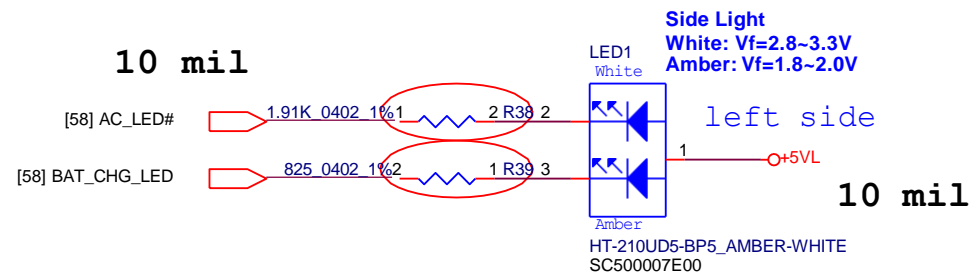 Side Light
White: Vf=2.8~3.3V
Amber: Vf=1.8~2.0V
LED1
White
10 mil
[58] AC_LED# 1.91K_0402_1% 1 2 R38 2
left side
1 +5VL
[58] BAT_CHG_LED 825_0402_1% 2 1 R39 3
10 mil
Amber
HT-210UD5-BP5_AMBER-WHITE
SC500007E00